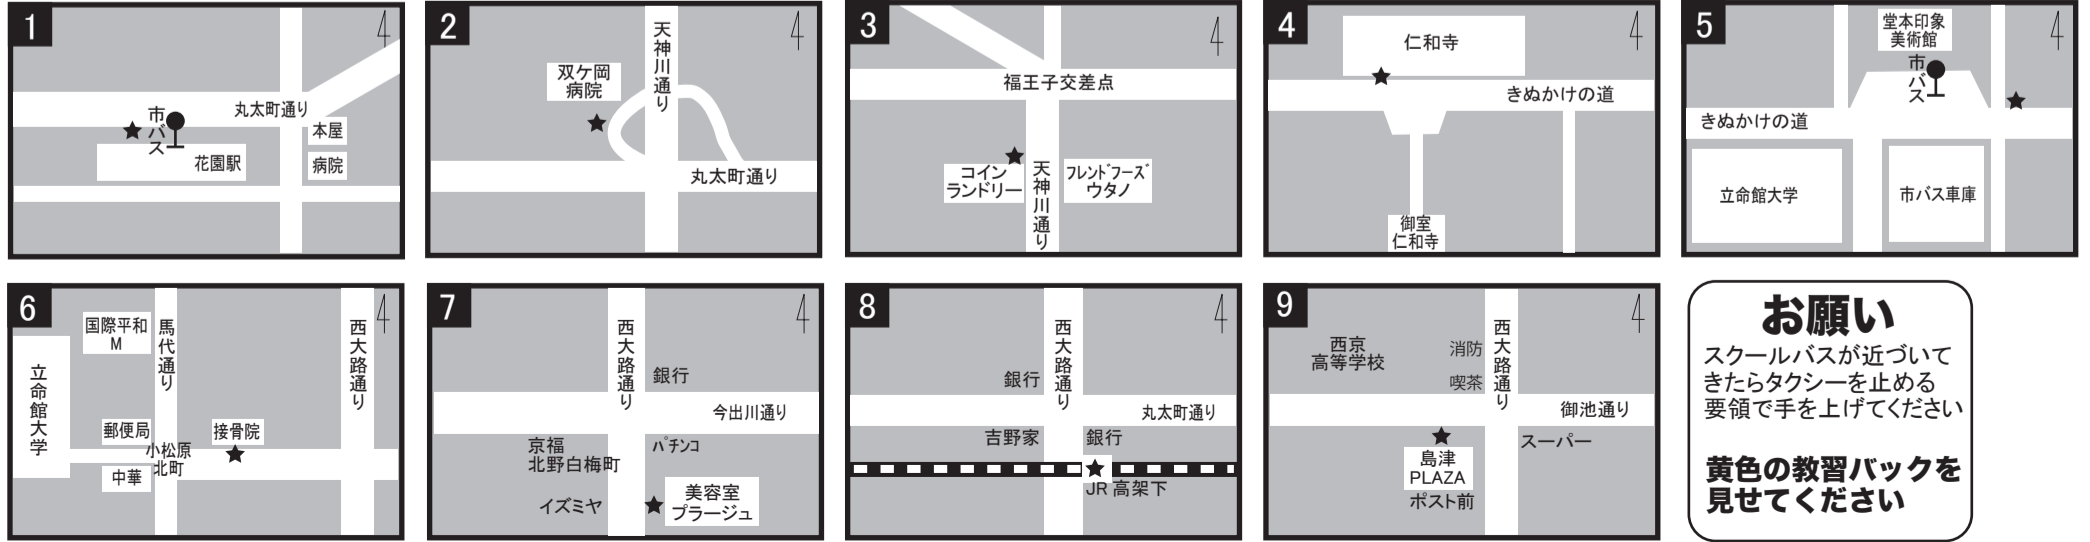 1
丸太町通り
市バス
本屋
花園駅
病院
2
天神川通り
双ケ岡
病院
丸太町通り
3
福王子交差点
コイン
ランドリー
天神川通り
フレンドフーズ
ウタノ
4
仁和寺
きぬかけの道
御室
仁和寺
5
堂本印象
美術館
市バス
きぬかけの道
立命館大学
市バス車庫
6
国際平和
M
馬代通り
西大路通り
立命館大学
郵便局
接骨院
小松原
北町
中華
7
西大路通り
銀行
今出川通り
京福
北野白梅町
パチンコ
イズミヤ
美容室
プラージュ
8
西大路通り
銀行
丸太町通り
吉野家
銀行
JR高架下
9
西京
高等学校
消防
喫茶
西大路通り
御池通り
スーパー
島津
PLAZA
ポスト前
お願い
スクールバスが近づいて
きたらタクシーを止める
要領で手を上げてください
黄色の教習バックを
見せてください